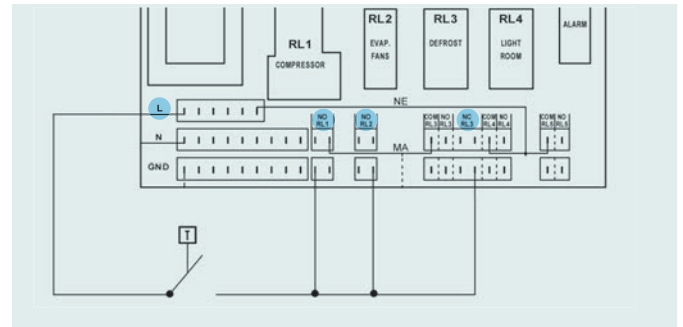 RL1
COMPRESSOR
RL2
EVAP.
FANS
RL3
DEFROST
RL4
LIGHT
ROOM
ALARM
L
NE
NO
RL1
NO
RL2
COM
RL3
NO
RL3
NC
RL3
COM
RL4
NO
RL4
COM
RL5
NO
RL5
N
MA
GND
T